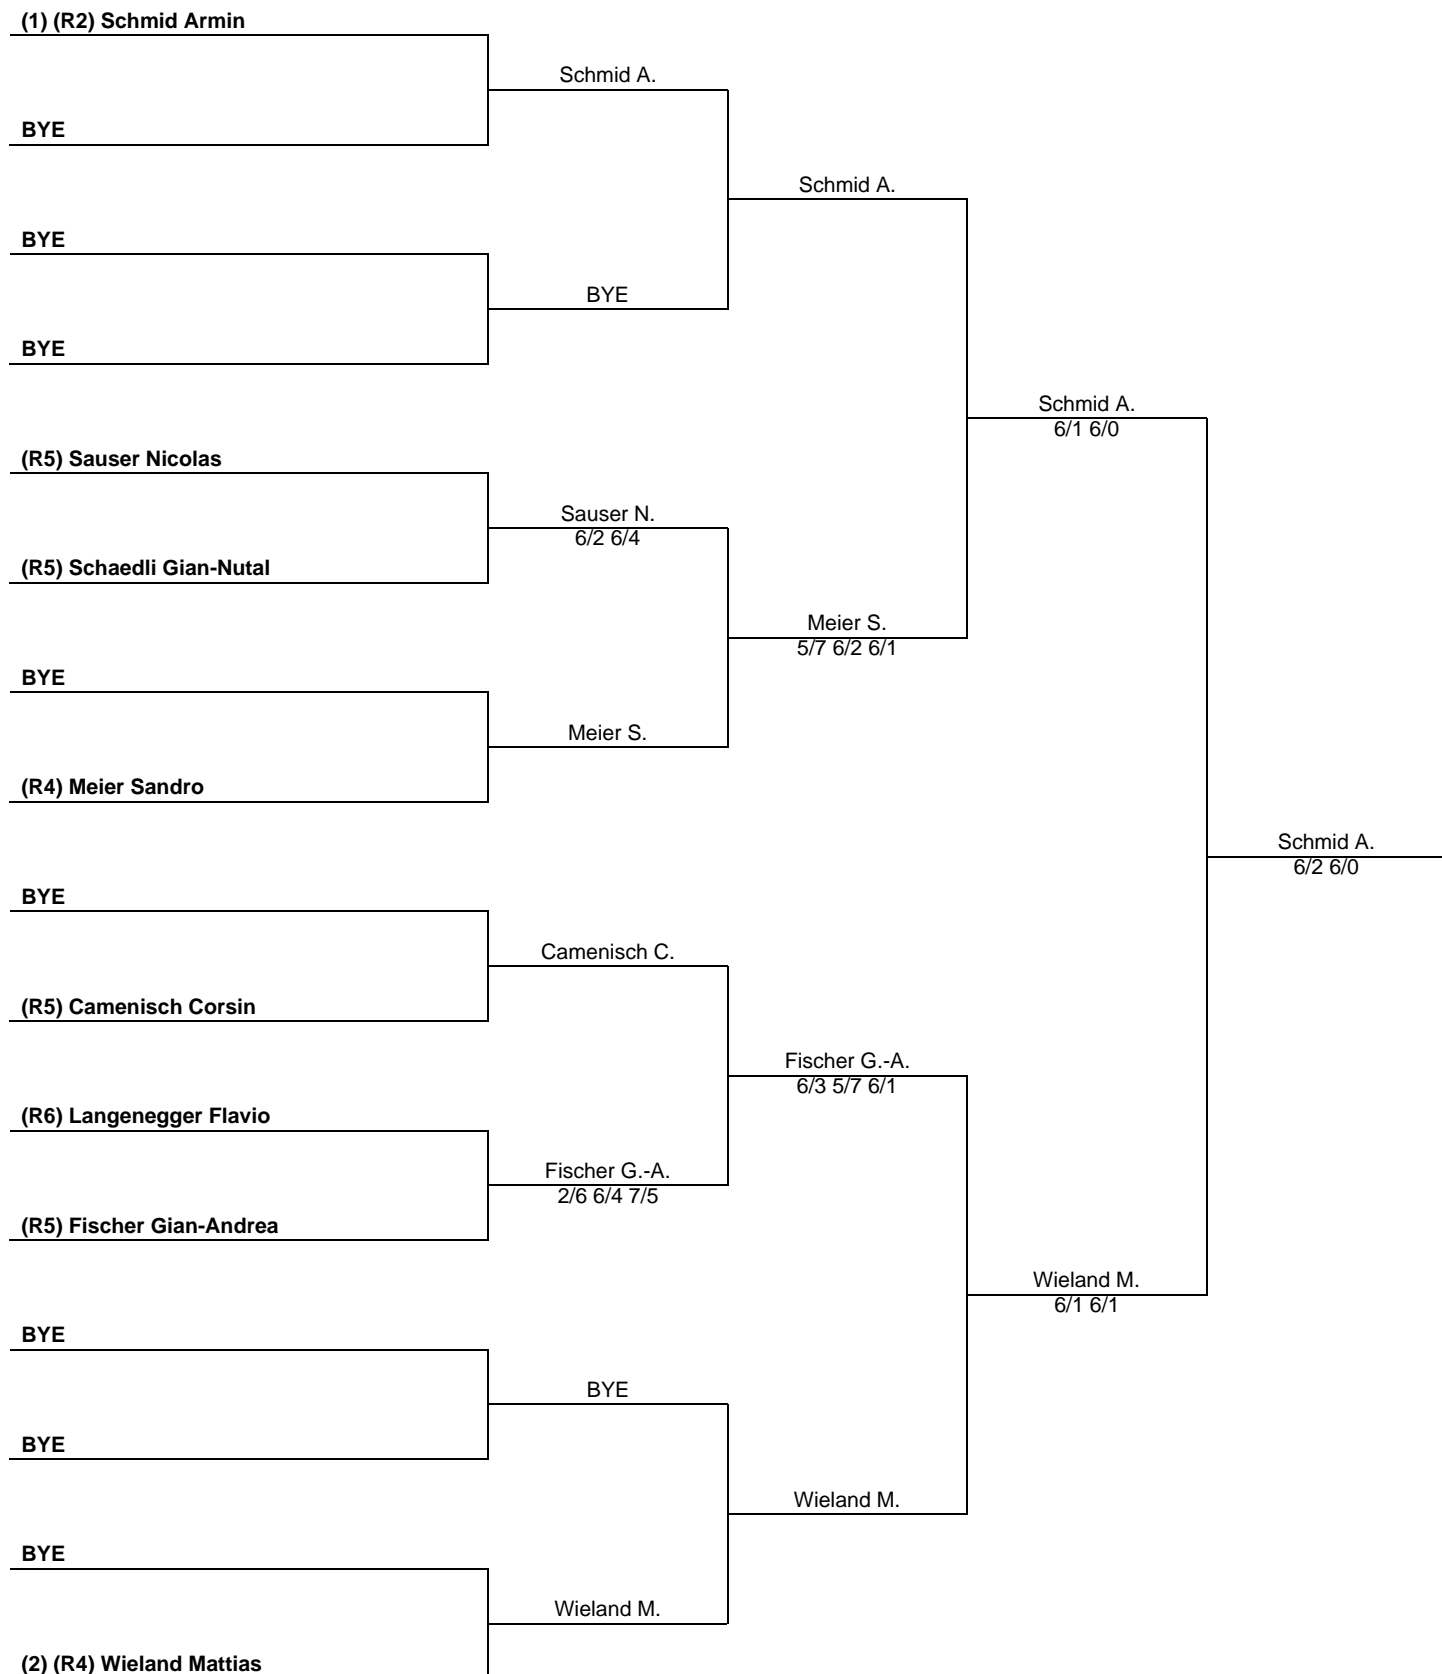 (1) (R2) Schmid Armin
Schmid A.
BYE
Schmid A.
BYE
BYE
BYE
Schmid A.
6/1 6/0
(R5) Sauser Nicolas
Sauser N.
6/2 6/4
(R5) Schaedli Gian-Nutal
Meier S.
5/7 6/2 6/1
BYE
Meier S.
(R4) Meier Sandro
Schmid A.
6/2 6/0
BYE
Camenisch C.
(R5) Camenisch Corsin
Fischer G.-A.
6/3 5/7 6/1
(R6) Langenegger Flavio
Fischer G.-A.
2/6 6/4 7/5
(R5) Fischer Gian-Andrea
Wieland M.
6/1 6/1
BYE
BYE
BYE
Wieland M.
BYE
Wieland M.
(2) (R4) Wieland Mattias